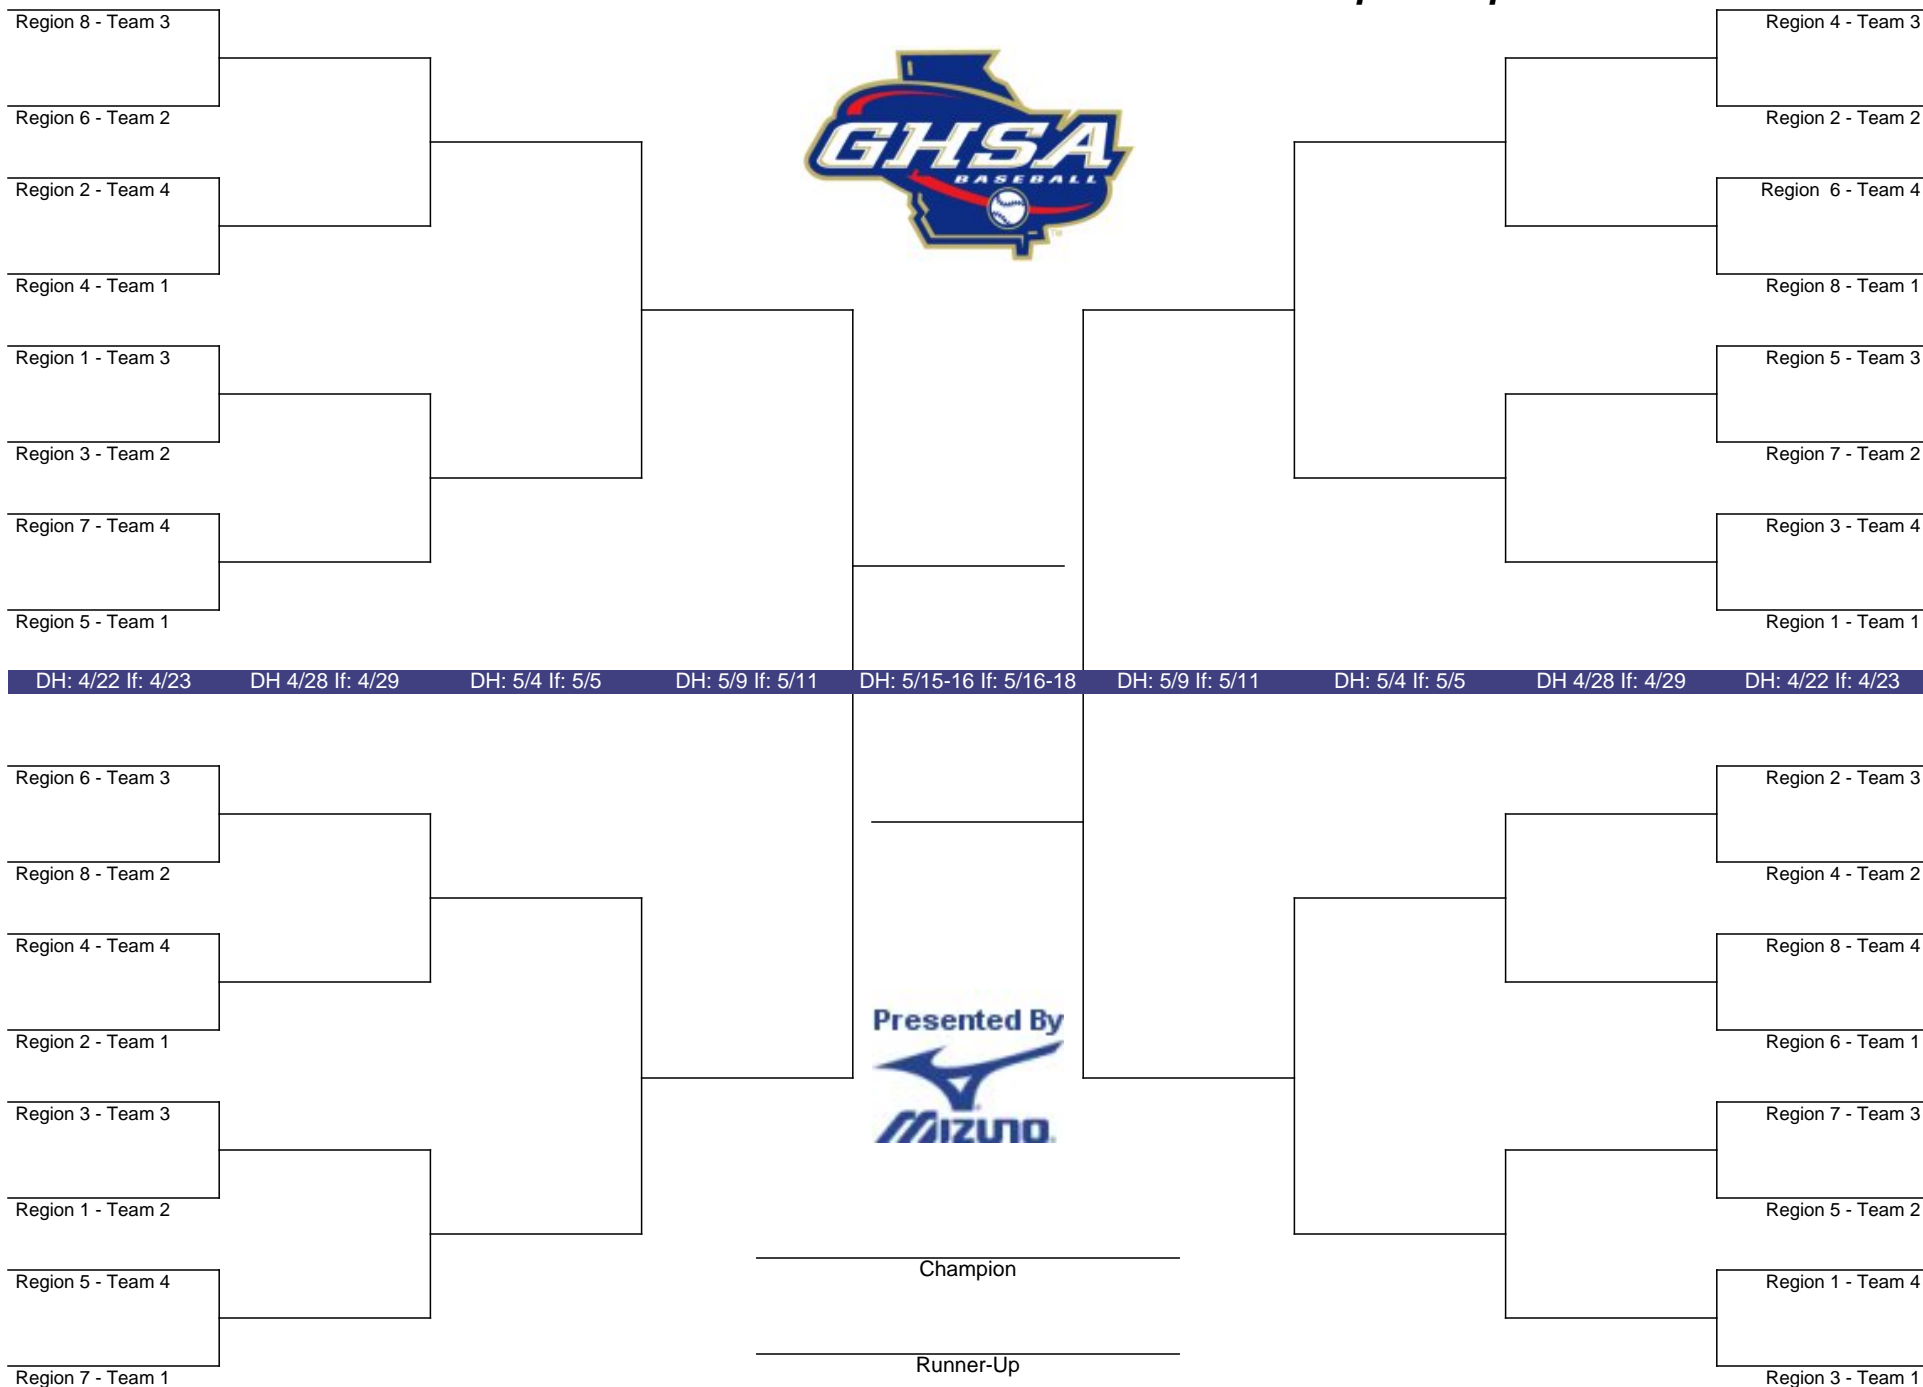 Region 8 - Team 3
Region 6 - Team 2
Region 2 - Team 4
Region 4 - Team 1
Region 1 - Team 3
Region 3 - Team 2
Region 7 - Team 4
Region 5 - Team 1
GHSA
BASEBALL
TM
Region 4 - Team 3
Region 2 - Team 2
Region 6 - Team 4
Region 8 - Team 1
Region 5 - Team 3
Region 7 - Team 2
Region 3 - Team 4
Region 1 - Team 1
DH: 4/22 If: 4/23 DH 4/28 If: 4/29 DH: 5/4 If: 5/5 DH: 5/9 If: 5/11 DH: 5/15-16 If: 5/16-18 DH: 5/9 If: 5/11 DH: 5/4 If: 5/5 DH 4/28 If: 4/29 DH: 4/22 If: 4/23
Region 6 - Team 3
Region 8 - Team 2
Region 4 - Team 4
Region 2 - Team 1
Region 3 - Team 3
Region 1 - Team 2
Region 5 - Team 4
Region 7 - Team 1
Presented By
MIZUNO
Champion
Runner-Up
Region 2 - Team 3
Region 4 - Team 2
Region 8 - Team 4
Region 6 - Team 1
Region 7 - Team 3
Region 5 - Team 2
Region 1 - Team 4
Region 3 - Team 1